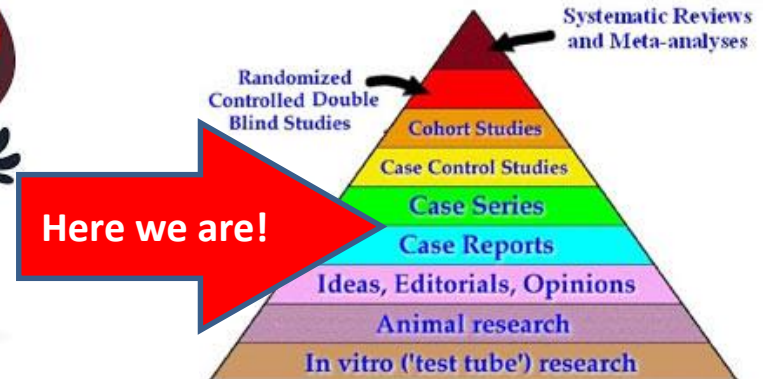 Systematic Reviews
and Meta-analyses
Randomized
Controlled Double
Blind Studies
Cohort Studies
Case Control Studies
Case Series
Here we are!
Case Reports
Ideas, Editorials, Opinions
Animal research
In vitro ('test tube') research